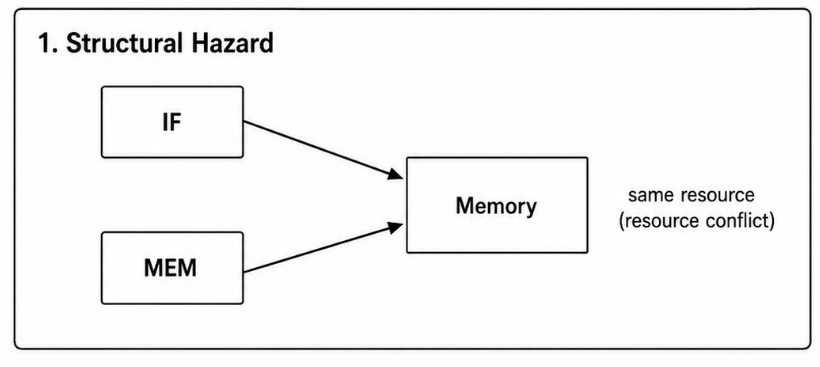 1. Structural Hazard
IF
Memory
same resource
(resource conflict)
MEM